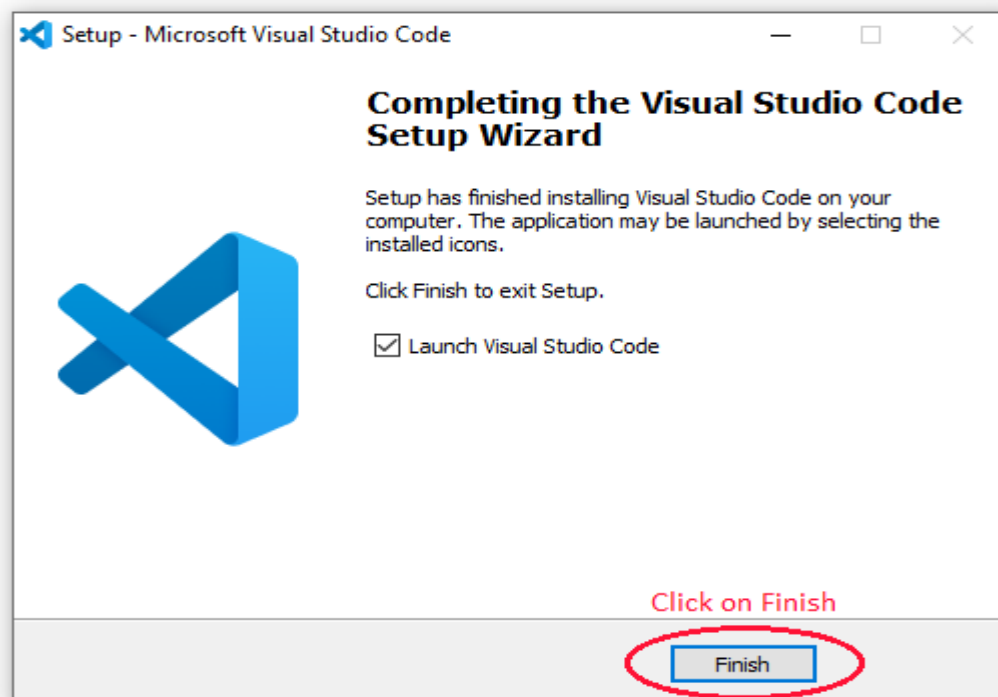 Setup - Microsoft Visual Studio Code
Completing the Visual Studio Code
Setup Wizard
Setup has finished installing Visual Studio Code on your
computer. The application may be launched by selecting the
installed icons.
Click Finish to exit Setup.
Launch Visual Studio Code
Click on Finish
Finish